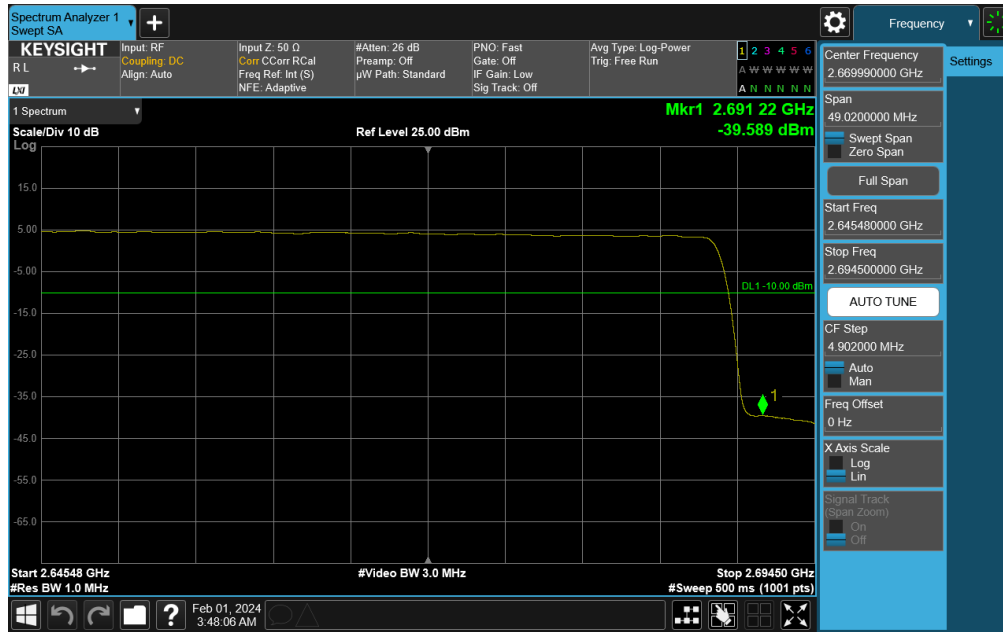 Spectrum Analyzer 1
Swept SA
+
Frequency
KEYSIGHT
R L
LXI
Input: RF
Coupling: DC
Align: Auto
Input Z: 50 Ω
Corr CCorr RCal
Freq Ref: Int (S)
NFE: Adaptive
#Atten: 26 dB
Preamp: Off
µW Path: Standard
PNO: Fast
Gate: Off
IF Gain: Low
Sig Track: Off
Avg Type: Log-Power
Trig: Free Run
1 2 3 4 5 6
A W W W W W
A N N N N N
1 Spectrum
Mkr1 2.691 22 GHz
Scale/Div 10 dB
Ref Level 25.00 dBm
-39.589 dBm
Log
15.0
5.00
-5.00
DL1 -10.00 dBm
-15.0
-25.0
-35.0
1
-45.0
-55.0
-65.0
Start 2.64548 GHz
#Video BW 3.0 MHz
Stop 2.69450 GHz
#Res BW 1.0 MHz
#Sweep 500 ms (1001 pts)
Center Frequency
2.669990000 GHz
Settings
Span
49.0200000 MHz
Swept Span
Zero Span
Full Span
Start Freq
2.645480000 GHz
Stop Freq
2.694500000 GHz
AUTO TUNE
CF Step
4.902000 MHz
Auto
Man
Freq Offset
0 Hz
X Axis Scale
Log
Lin
Signal Track
(Span Zoom)
On
Off
?
Feb 01, 2024
3:48:06 AM